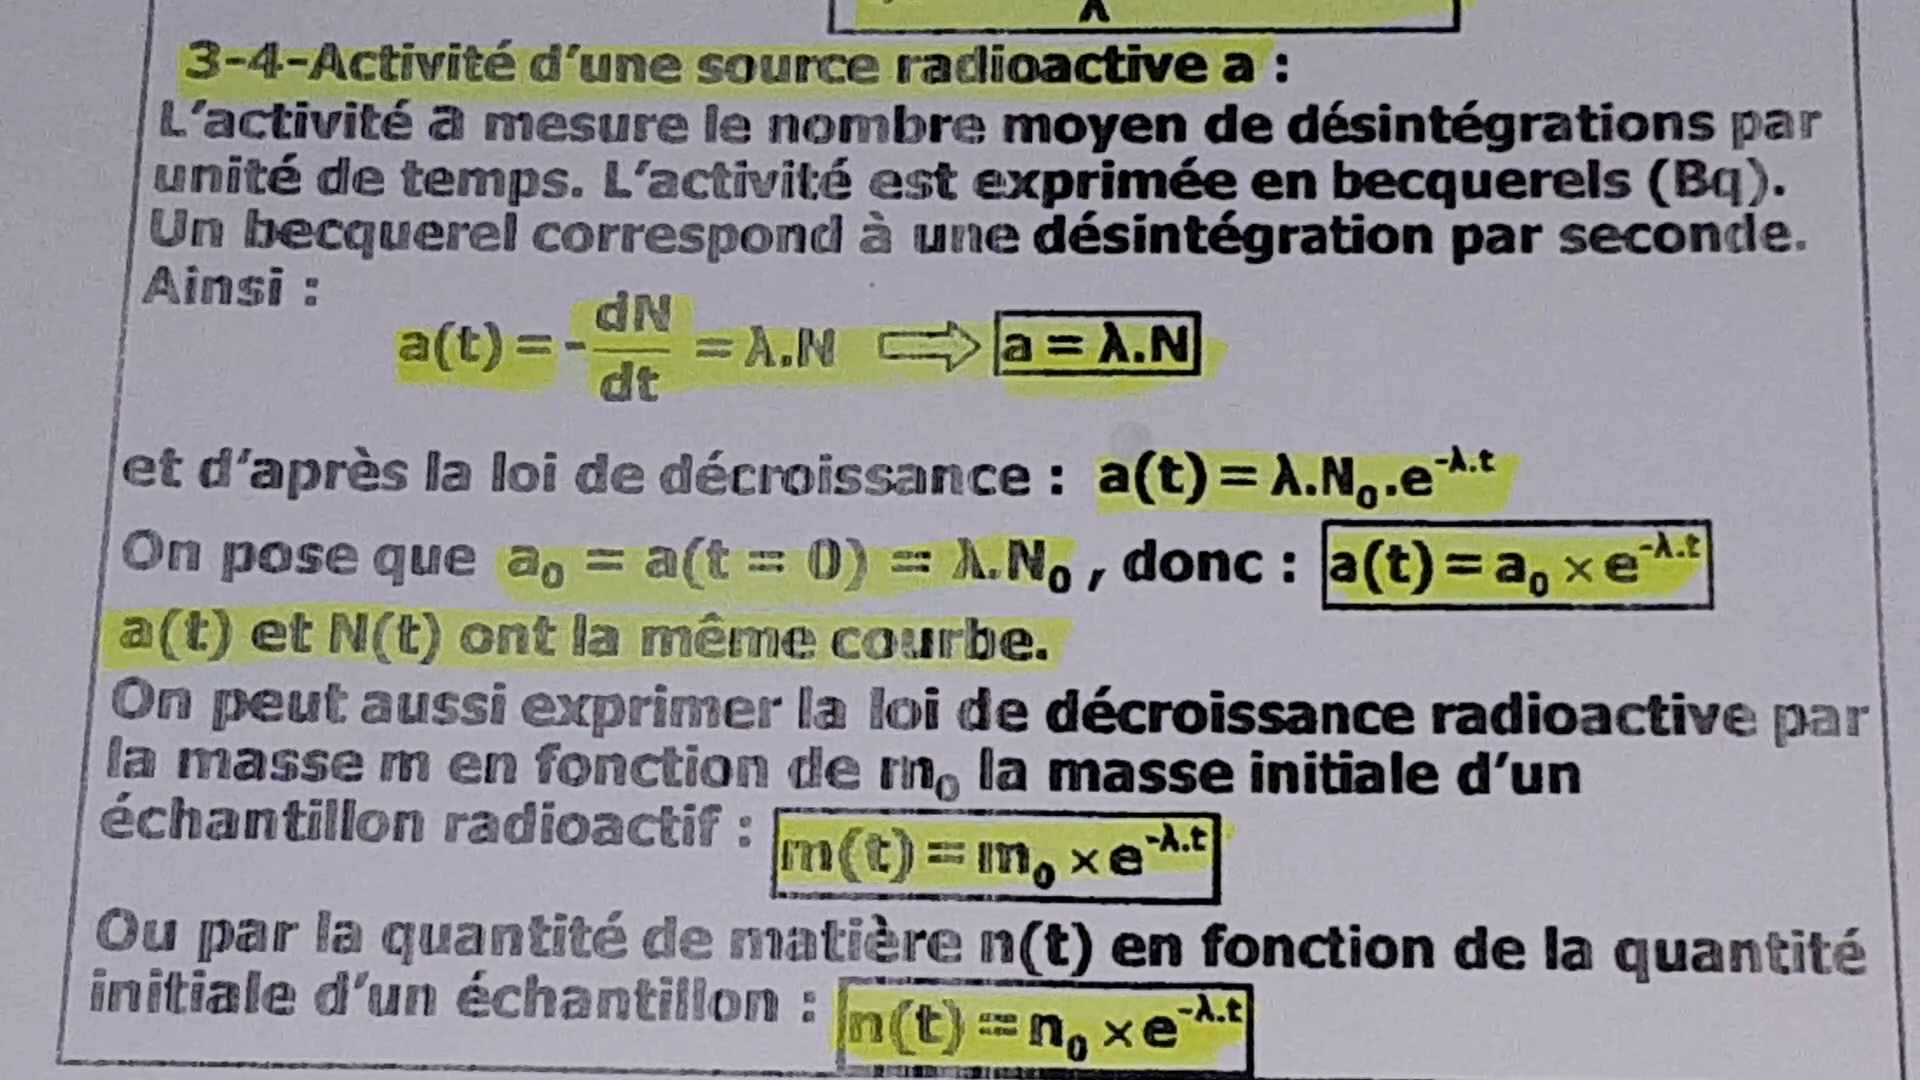 λ
3-4-Activité d'une source radioactive a :
L'activité a mesure le nombre moyen de désintégrations par
unité de temps. L'activité est exprimée en becquerels (Bq).
Un becquerel correspond à une désintégration par seconde.
Ainsi :
a(t) = - dN/dt = λ.N ⇨ a = λ.N
et d'après la loi de décroissance : a(t) = λ.N₀.e^-λ.t
On pose que a₀ = a(t = 0) = λ.N₀ , donc : a(t) = a₀ × e^-λ.t
a(t) et N(t) ont la même courbe.
On peut aussi exprimer la loi de décroissance radioactive par
la masse m en fonction de m₀ la masse initiale d'un
échantillon radioactif : m(t) = m₀ × e^-λ.t
Ou par la quantité de matière n(t) en fonction de la quantité
initiale d'un échantillon : n(t) = n₀ × e^-λ.t